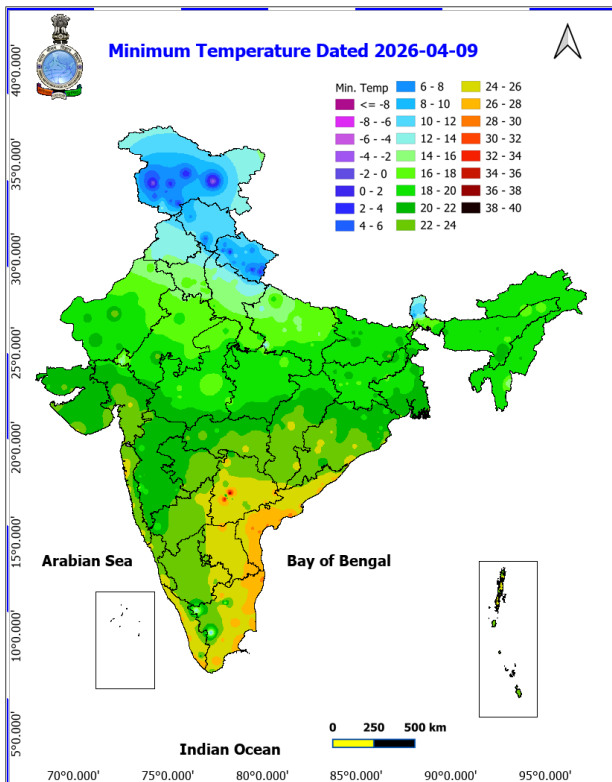 Minimum Temperature Dated 2026-04-09
Min. Temp
<= -8
-8 - -6
-6 - -4
-4 - -2
-2 - 0
0 - 2
2 - 4
4 - 6
6 - 8
8 - 10
10 - 12
12 - 14
14 - 16
16 - 18
18 - 20
20 - 22
22 - 24
24 - 26
26 - 28
28 - 30
30 - 32
32 - 34
34 - 36
36 - 38
38 - 40
40°0.000'
35°0.000'
30°0.000'
25°0.000'
20°0.000'
15°0.000'
10°0.000'
5°0.000'
Arabian Sea
Bay of Bengal
0 250 500 km
Indian Ocean
70°0.000' 75°0.000' 80°0.000' 85°0.000' 90°0.000' 95°0.000'